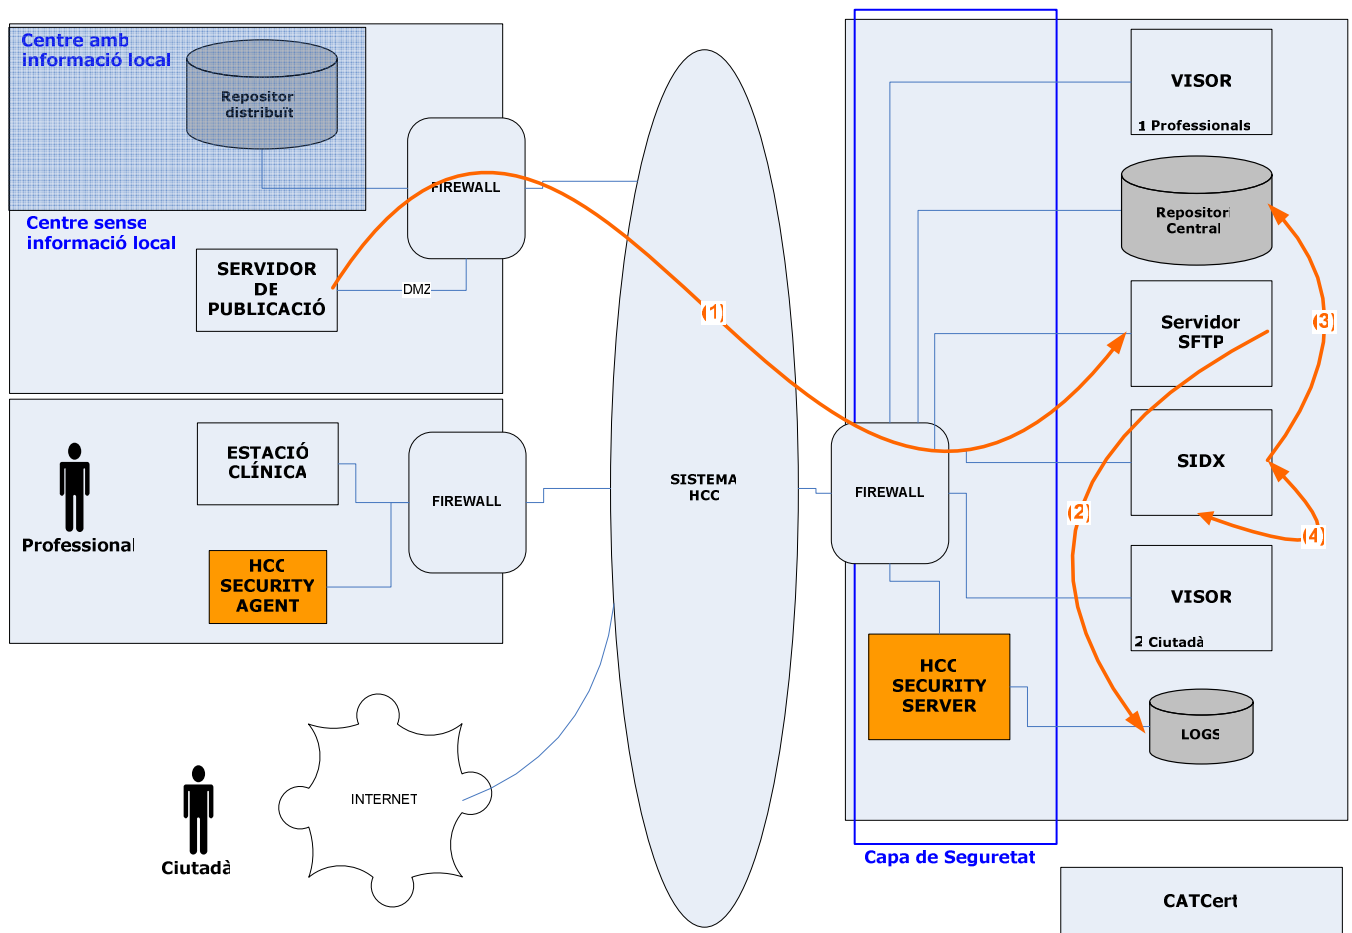 Centre amb
informació local
Repositori
distribuït
Centre sense
informació local
SERVIDOR
DE
PUBLICACIÓ
DMZ
FIREWALL
ESTACIÓ
CLÍNICA
Professional
HCC
SECURITY
AGENT
FIREWALL
INTERNET
Ciutadà
SISTEMA
HCC
(1)
FIREWALL
VISOR
1 Professionals
Repositori
Central
Servidor
SFTP
(3)
SIDX
(2)
(4)
VISOR
2 Ciutadà
HCC
SECURITY
SERVER
LOGS
Capa de Seguretat
CATCert